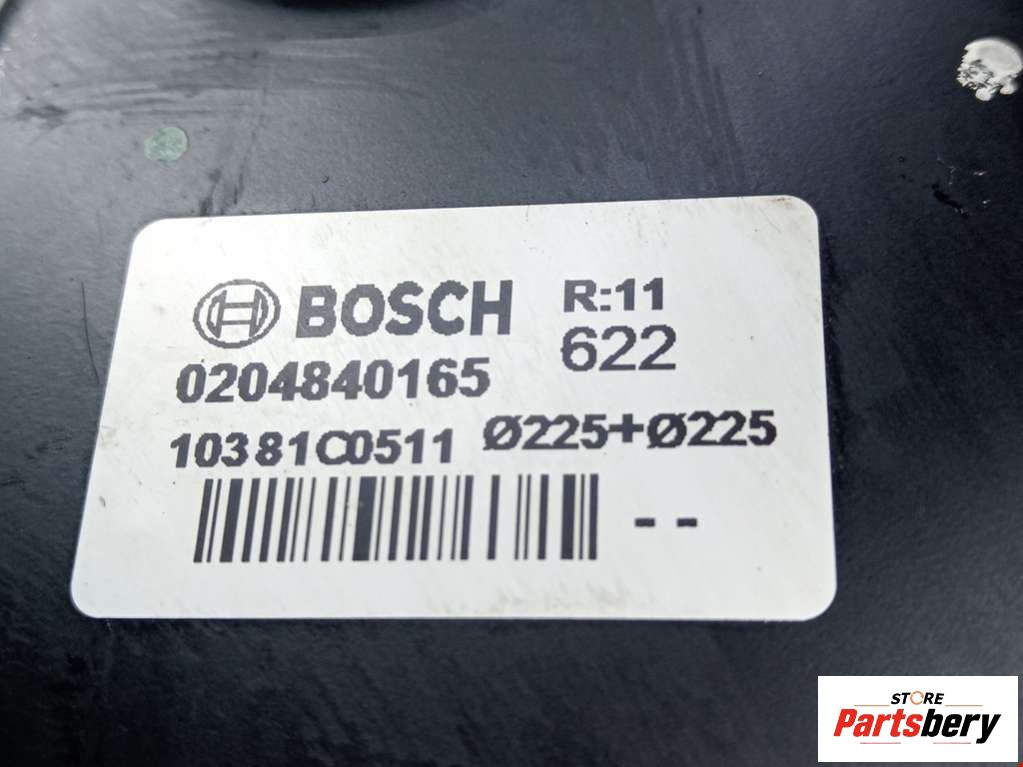 BOSCH R:11
622
0204840165
10381C0511 Ø225+Ø225
--
STORE
Partsbery